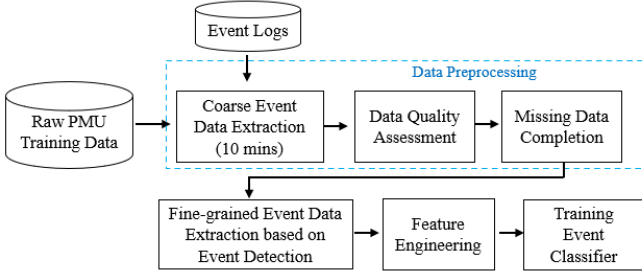 Event Logs
Data Preprocessing
Raw PMU
Training Data
Coarse Event
Data Extraction
(10 mins)
Data Quality
Assessment
Missing Data
Completion
Fine-grained Event Data
Extraction based on
Event Detection
Feature
Engineering
Training
Event
Classifier